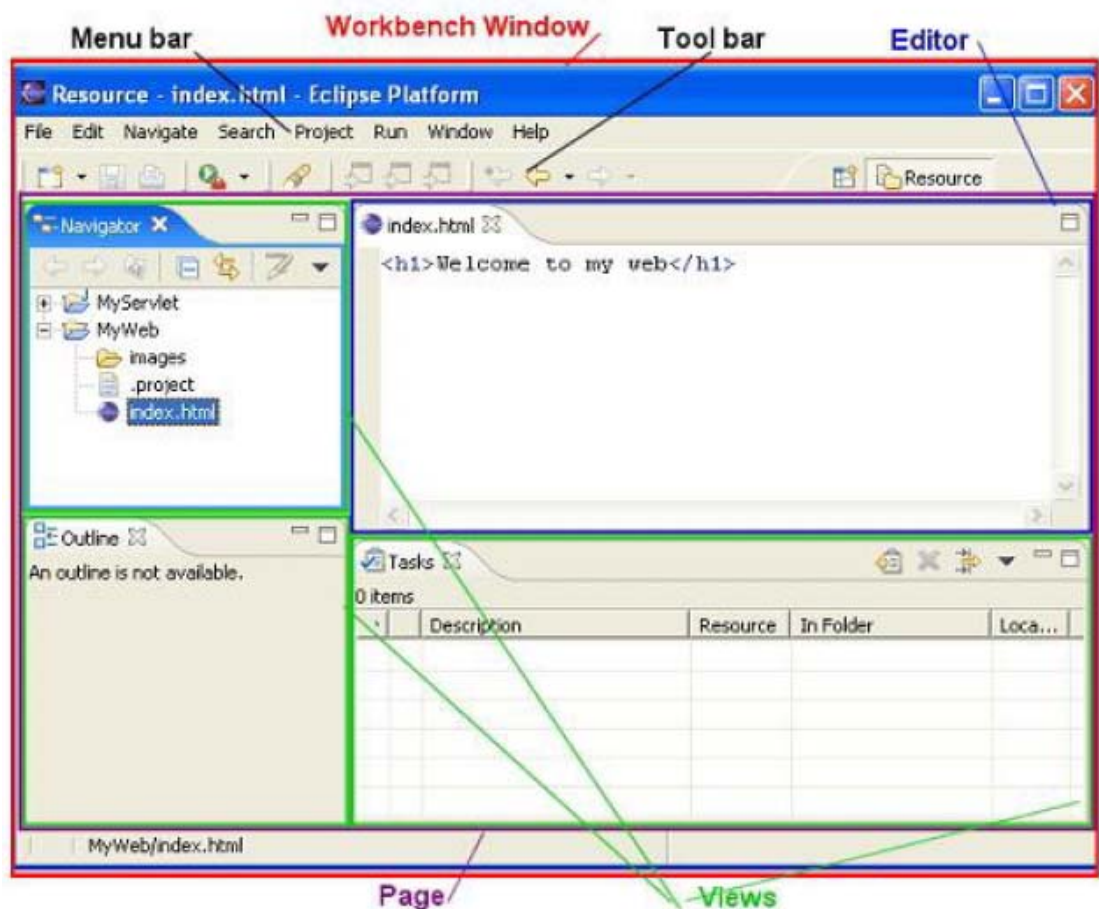 Workbench Window
Menu bar
Tool bar
Editor
Resource - index.html - Eclipse Platform
File Edit Navigate Search Project Run Window Help
Resource
Navigator
MyServlet
MyWeb
images
.project
index.html
index.html
<h1>Welcome to my web</h1>
Outline
An outline is not available.
Tasks
0 items
Description Resource In Folder Loca...
MyWeb/index.html
Page
Views